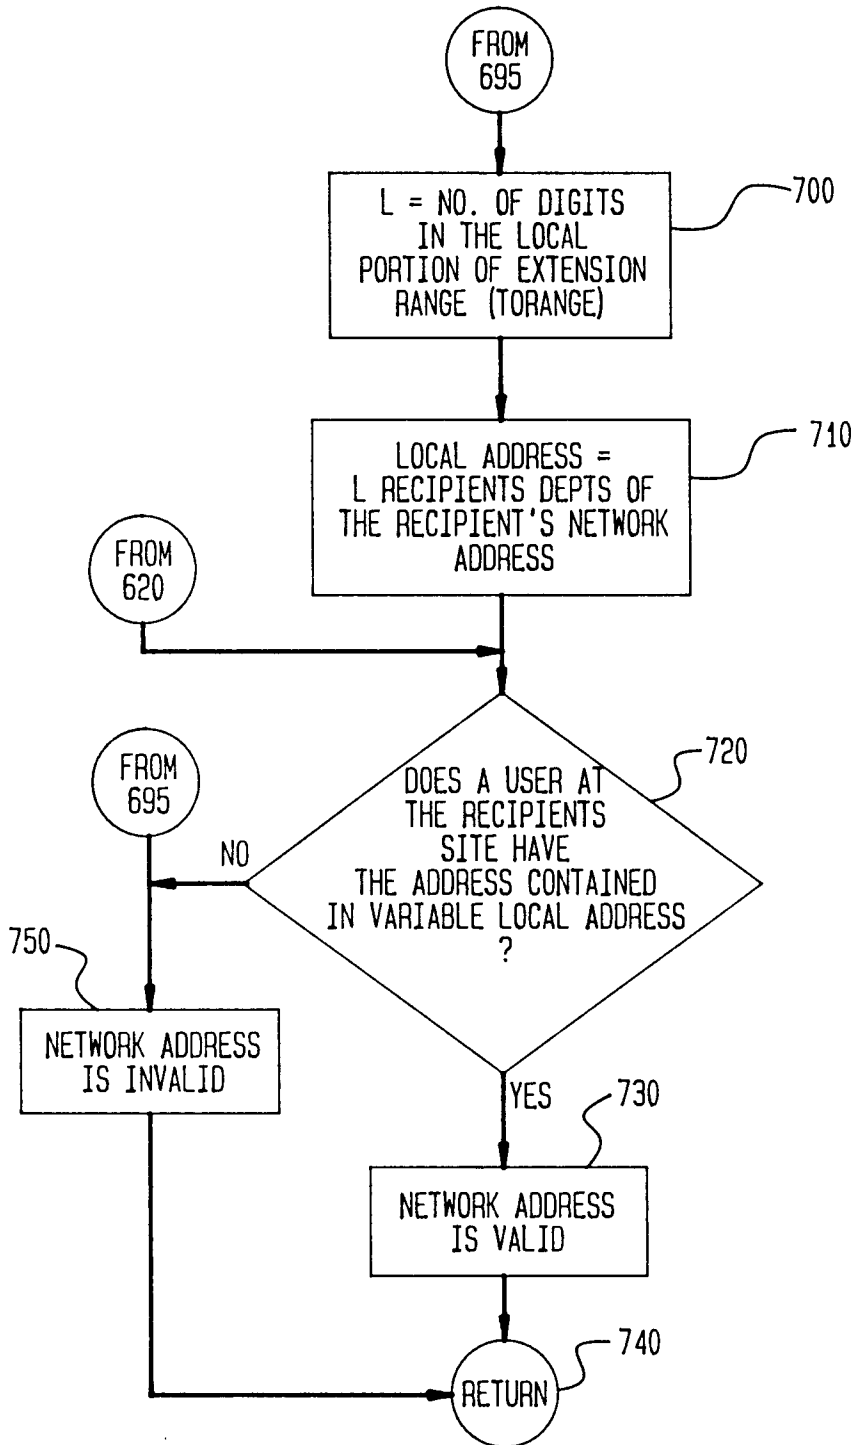 FROM
695
L = NO. OF DIGITS
IN THE LOCAL
PORTION OF EXTENSION
RANGE (TORANGE)
700
LOCAL ADDRESS =
L RECIPIENTS DEPTS OF
THE RECIPIENT'S NETWORK
ADDRESS
710
FROM
620
DOES A USER AT
THE RECIPIENTS
SITE HAVE
THE ADDRESS CONTAINED
IN VARIABLE LOCAL ADDRESS
?
720
FROM
695
NO
750
NETWORK ADDRESS
IS INVALID
YES
730
NETWORK ADDRESS
IS VALID
RETURN
740